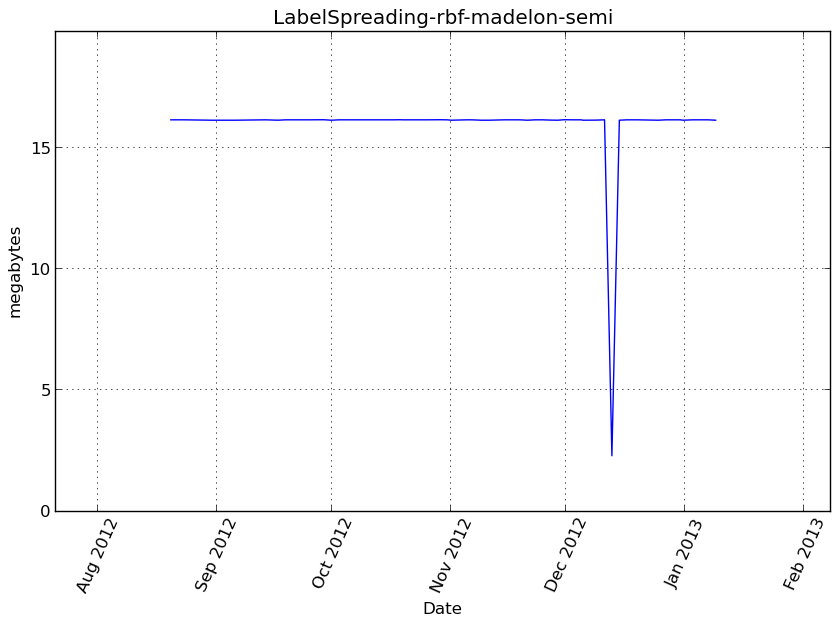 LabelSpreading-rbf-madelon-semi
megabytes
15
10
5
0
Aug 2012
Sep 2012
Oct 2012
Nov 2012
Dec 2012
Jan 2013
Feb 2013
Date